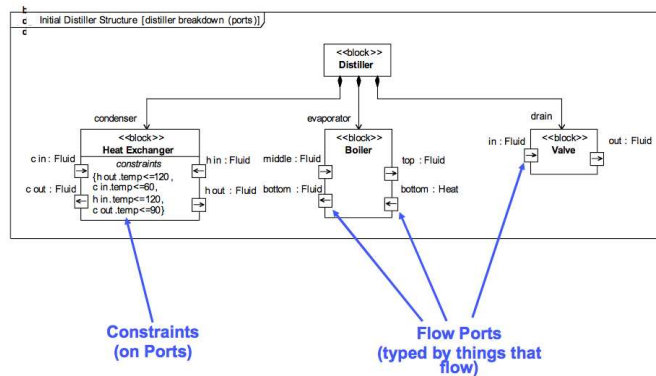 b
d
d
Initial Distiller Structure [distiller breakdown (ports)]
<<block>>
Distiller
condenser
evaporator
drain
<<block>>
Heat Exchanger
constraints
{h out .temp<=120,
c in .temp<=60,
h in .temp<=120,
c out .temp<=90}
c in : Fluid
c out : Fluid
h in : Fluid
h out : Fluid
<<block>>
Boiler
middle : Fluid
bottom : Fluid
top : Fluid
bottom : Heat
<<block>>
Valve
in : Fluid
out : Fluid
Constraints
(on Ports)
Flow Ports
(typed by things that
flow)